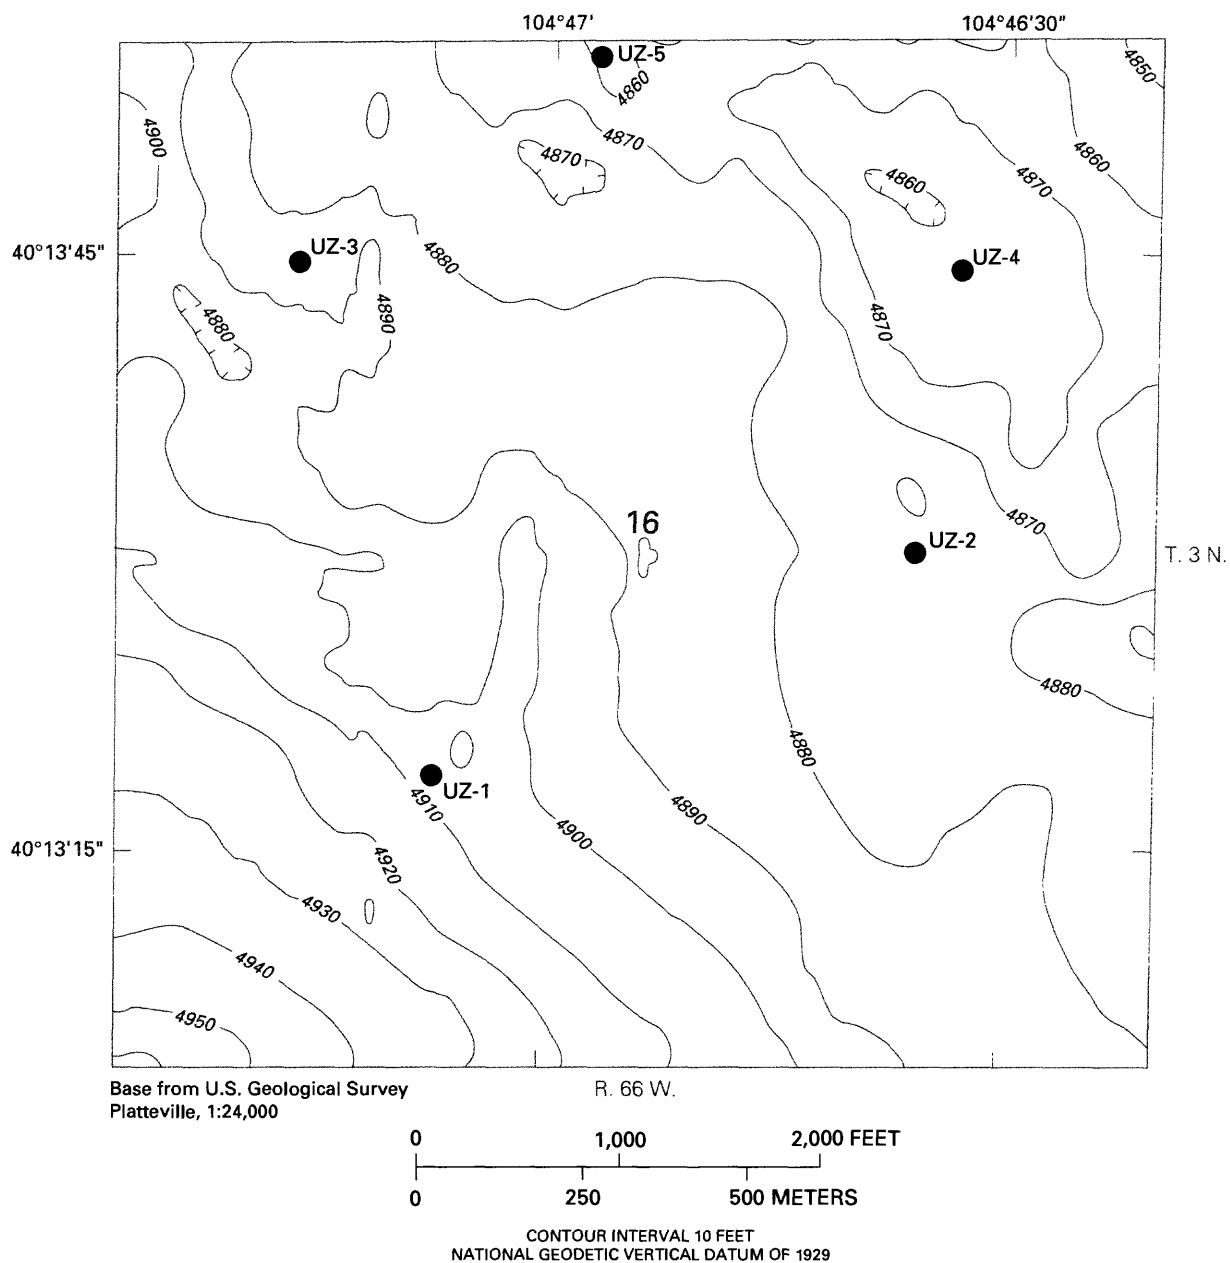 104°47' 104°46'30"
UZ-5
4850
4860
4900
4870
4870
4860
4860
4870
40°13'45"
UZ-3
4880
UZ-4
4880
4890
4870
16
4870
UZ-2
T. 3 N.
4880
4880
UZ-1
4910
4890
4900
40°13'15"
4920
4930
4940
4950
Base from U.S. Geological Survey
Platteville, 1:24,000
R. 66 W.
0 1,000 2,000 FEET
0 250 500 METERS
CONTOUR INTERVAL 10 FEET
NATIONAL GEODETIC VERTICAL DATUM OF 1929